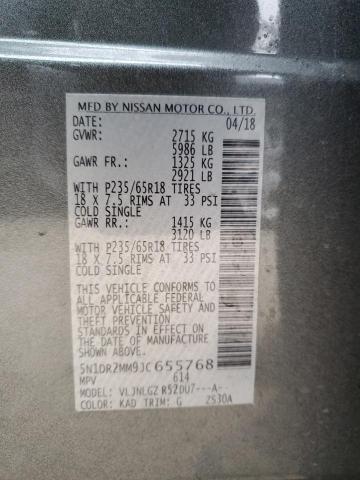 MFD BY NISSAN MOTOR CO., LTD.
DATE: 04/18
GVWR: 2715 KG
5986 LB
GAWR FR.: 1325 KG
2921 LB
WITH P235/65R18 TIRES
18 X 7.5 RIMS AT 33 PSI
COLD SINGLE
GAWR RR.: 1415 KG
3120 LB
WITH P235/65R18 TIRES
18 X 7.5 RIMS AT 33 PSI
COLD SINGLE
THIS VEHICLE CONFORMS TO
ALL APPLICABLE FEDERAL
MOTOR VEHICLE SAFETY AND
THEFT PREVENTION
STANDARDS IN EFFECT ON
THE DATE OF MANUFACTURE
SHOWN ABOVE.
5N1DR2MM9JC655768
MPV 614
MODEL: VLJNLGZ R52DU7---A-
COLOR: KAD TRIM: G 2530A